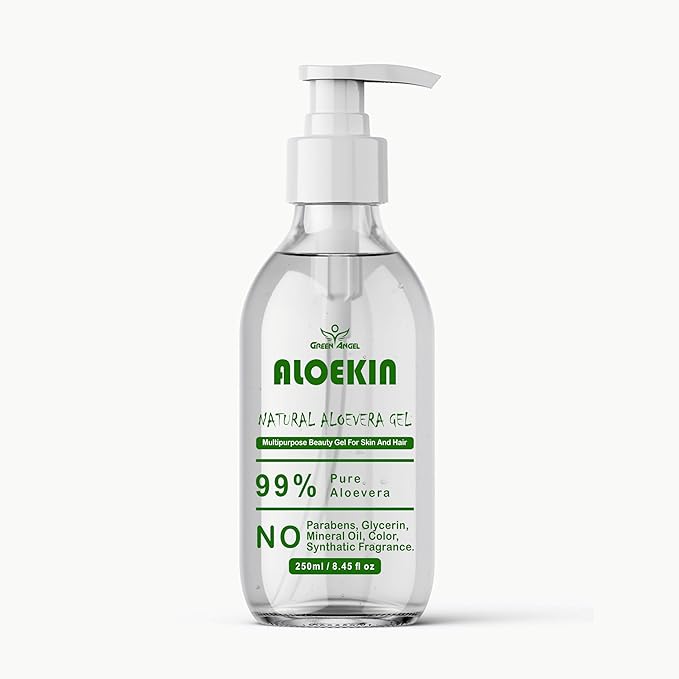 GREEN ANGEL
ALOEKIN
NATURAL ALOEVERA GEL
Multipurpose Beauty Gel For Skin And Hair
99% Pure
Aloevera
NO Parabens, Glycerin,
Mineral Oil, Color,
Synthatic Fragrance.
250ml / 8.45 fl oz